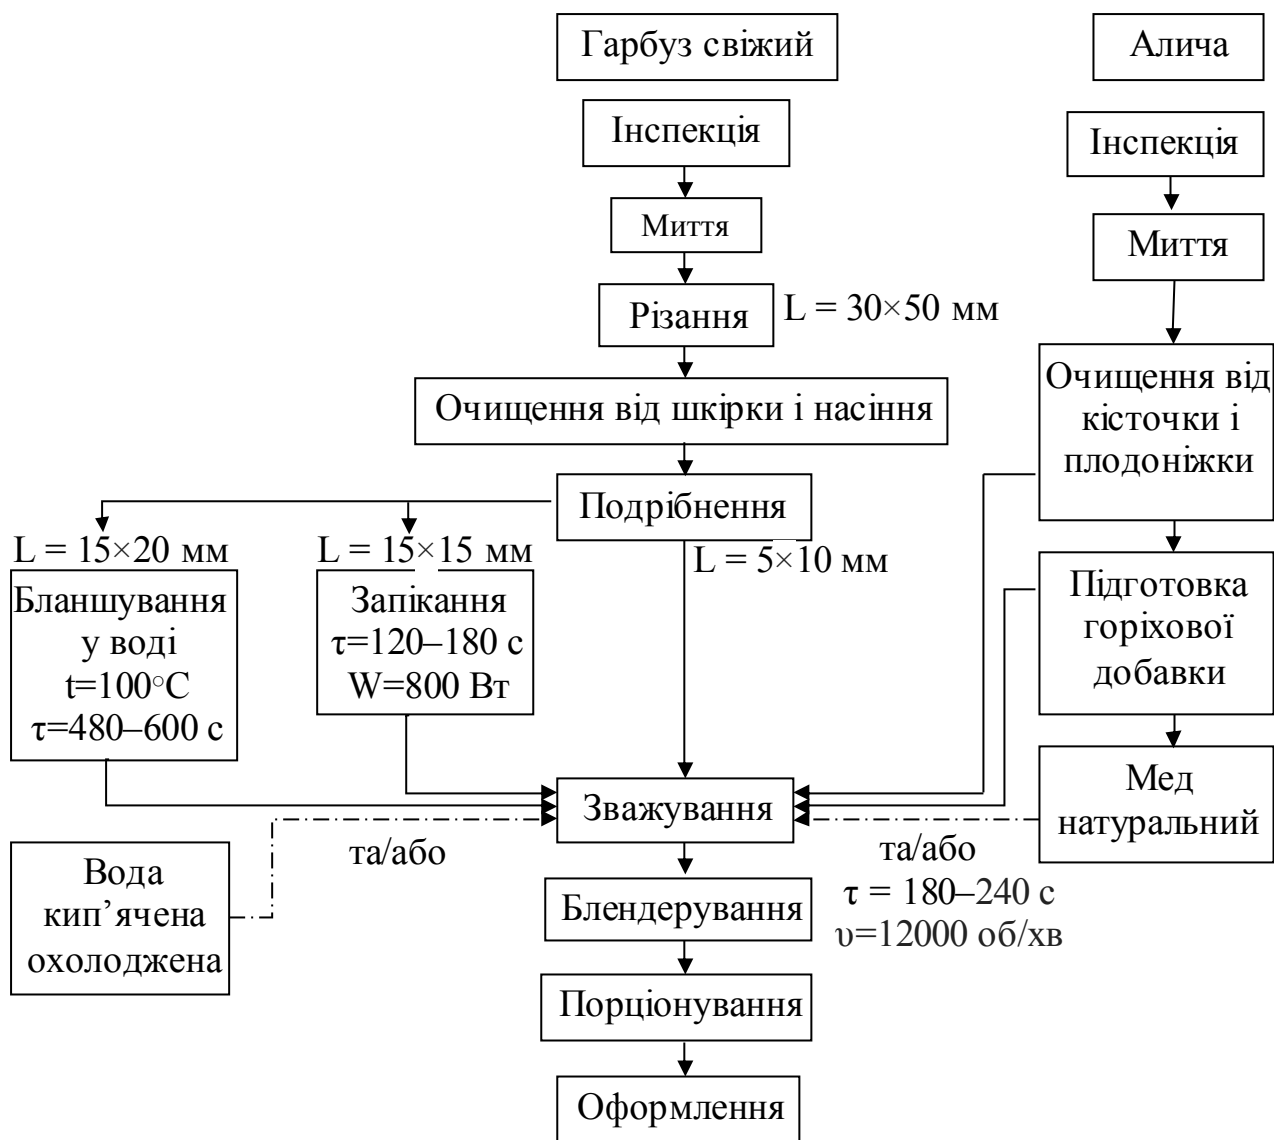 Гарбуз свіжий
Алича
Інспекція
Інспекція
Миття
Миття
Різання
L = 30×50 мм
Очищення від шкірки і насіння
Очищення від
кісточки і
плодоніжки
Подрібнення
L = 15×20 мм
L = 15×15 мм
L = 5×10 мм
Бланшування
у воді
t=100°С
τ=480–600 с
Запікання
τ=120–180 с
W=800 Вт
Підготовка
горіхової
добавки
Зважування
Мед
натуральний
та/або
та/або
Вода
кип’ячена
охолоджена
Блендерування
τ = 180–240 с
υ=12000 об/хв
Порціонування
Оформлення